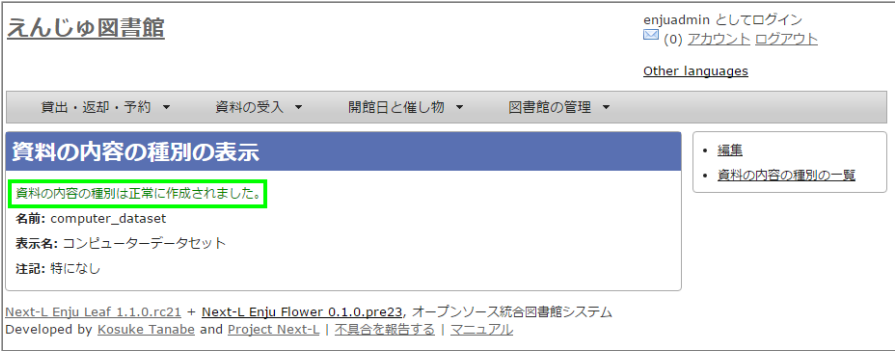 えんじゅ図書館
enjuadmin としてログイン
(0) アカウント ログアウト
Other languages
貸出・返却・予約 ▼ 資料の受入 ▼ 開館日と催し物 ▼ 図書館の管理 ▼
資料の内容の種別の表示
資料の内容の種別は正常に作成されました。
名前: computer_dataset
表示名: コンピューターデータセット
注記: 特になし
• 編集
• 資料の内容の種別の一覧
Next-L Enju Leaf 1.1.0.rc21 + Next-L Enju Flower 0.1.0.pre23, オープンソース統合図書館システム
Developed by Kosuke Tanabe and Project Next-L | 不具合を報告する | マニュアル